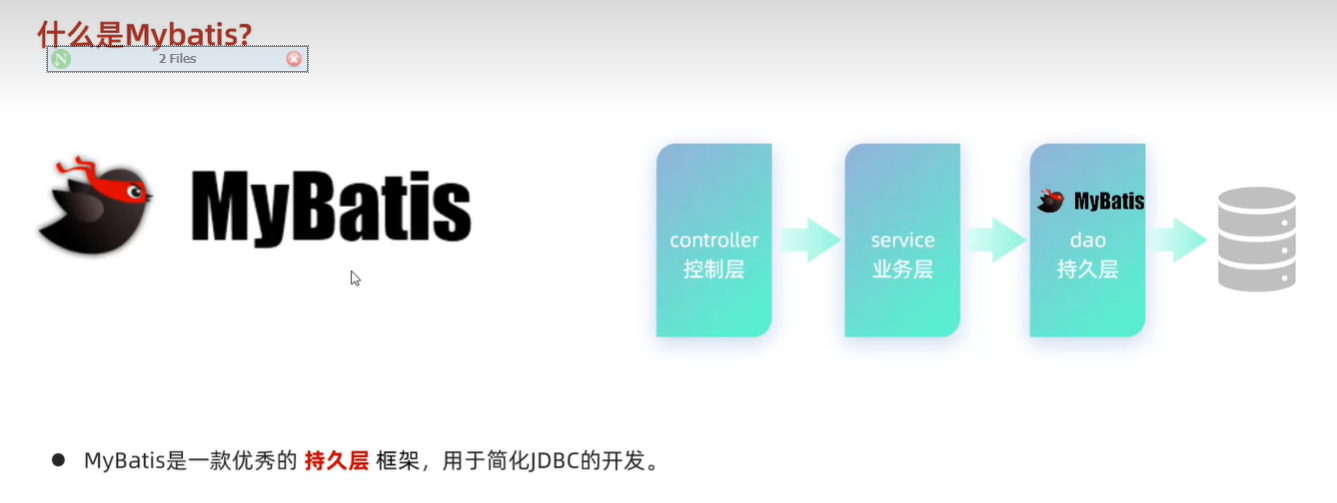 什么是Mybatis?
2 Files
MyBatis
MyBatis
controller
控制层
service
业务层
dao
持久层
MyBatis是一款优秀的 持久层 框架，用于简化JDBC的开发。